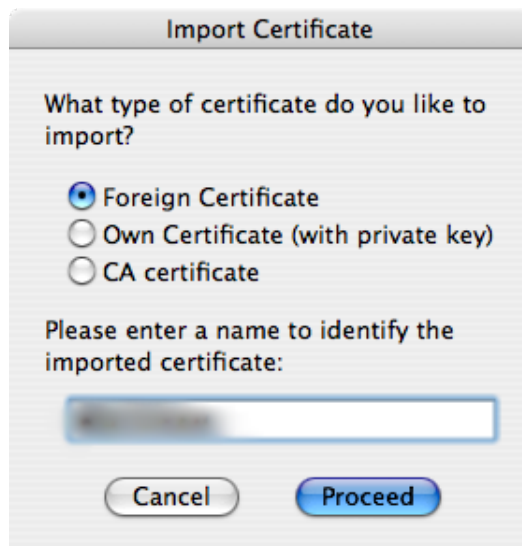 Import Certificate
What type of certificate do you like to
import?
Foreign Certificate
Own Certificate (with private key)
CA certificate
Please enter a name to identify the
imported certificate:
Cancel
Proceed